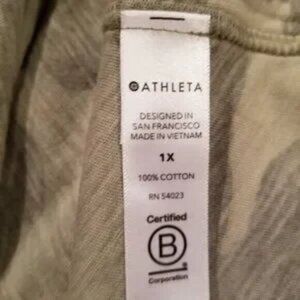 ATHLETA
DESIGNED IN
SAN FRANCISCO
MADE IN VIETNAM
1X
100% COTTON
RN 54023
Certified
B
Corporation